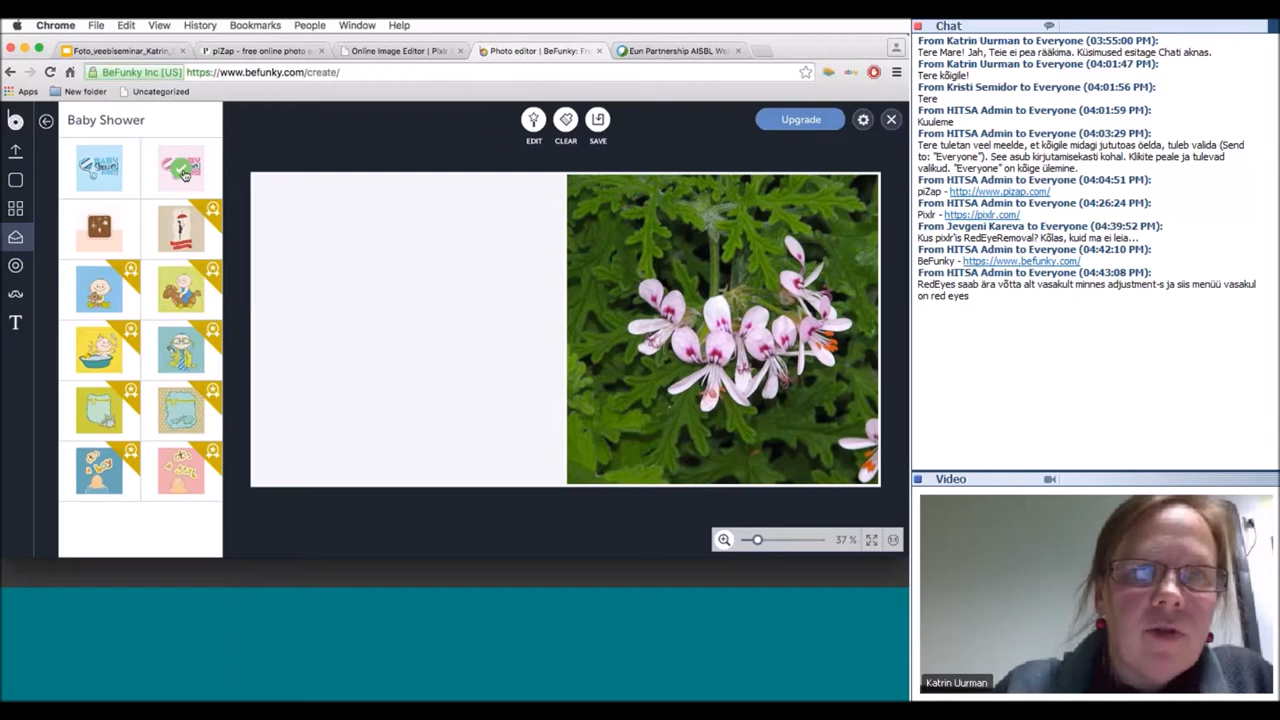 Chrome File Edit View History Bookmarks People Window Help
Chat
Foto_veebiseminar_Katrin_
piZap - free online photo e
Online Image Editor | Pixlr
Photo editor | BeFunky: Fr
Eun Partnership AISBL Web
BeFunky Inc [US] https://www.befunky.com/create/
Apps New folder Uncategorized
Baby Shower
EDIT CLEAR SAVE
Upgrade
T
37 %
From Katrin Uurman to Everyone (03:55:00 PM):
Tere Mare! Jah, Teie ei pea rääkima. Küsimused esitage Chati aknas.
From Katrin Uurman to Everyone (04:01:47 PM):
Tere kõigile!
From Kristi Semidor to Everyone (04:01:56 PM):
Tere
From HITSA Admin to Everyone (04:01:59 PM):
Kuuleme
From HITSA Admin to Everyone (04:03:29 PM):
Tere tuletan veel meelde, et kõigile midagi jututoas öelda, tuleb valida (Send
to: "Everyone"). See asub kirjutamisekasti kohal. Klikite peale ja tulevad
valikud. "Everyone" on kõige ülemine.
From HITSA Admin to Everyone (04:04:51 PM):
piZap - http://www.pizap.com/
From HITSA Admin to Everyone (04:26:24 PM):
Pixlr - https://pixlr.com/
From Jevgeni Kareva to Everyone (04:39:52 PM):
Kus pixlr'is RedEyeRemoval? Kõlas, kuid ma ei leia...
From HITSA Admin to Everyone (04:42:10 PM):
BeFunky - https://www.befunky.com/
From HITSA Admin to Everyone (04:43:08 PM):
RedEyes saab ära võtta alt vasakult minnes adjustment-s ja siis menüü vasakul
on red eyes
Video
Katrin Uurman